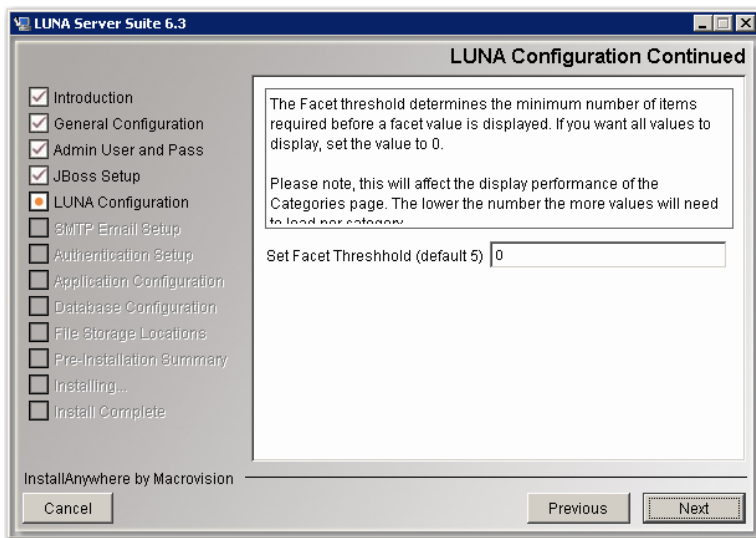 LUNA Server Suite 6.3
LUNA Configuration Continued
Introduction
General Configuration
Admin User and Pass
JBoss Setup
LUNA Configuration
SMTP Email Setup
Authentication Setup
Application Configuration
Database Configuration
File Storage Locations
Pre-Installation Summary
Installing...
Install Complete
The Facet threshold determines the minimum number of items
required before a facet value is displayed. If you want all values to
display, set the value to 0.
Please note, this will affect the display performance of the
Categories page. The lower the number the more values will need
to load per category.
Set Facet Threshhold (default 5) 0
InstallAnywhere by Macrovision
Cancel
Previous
Next